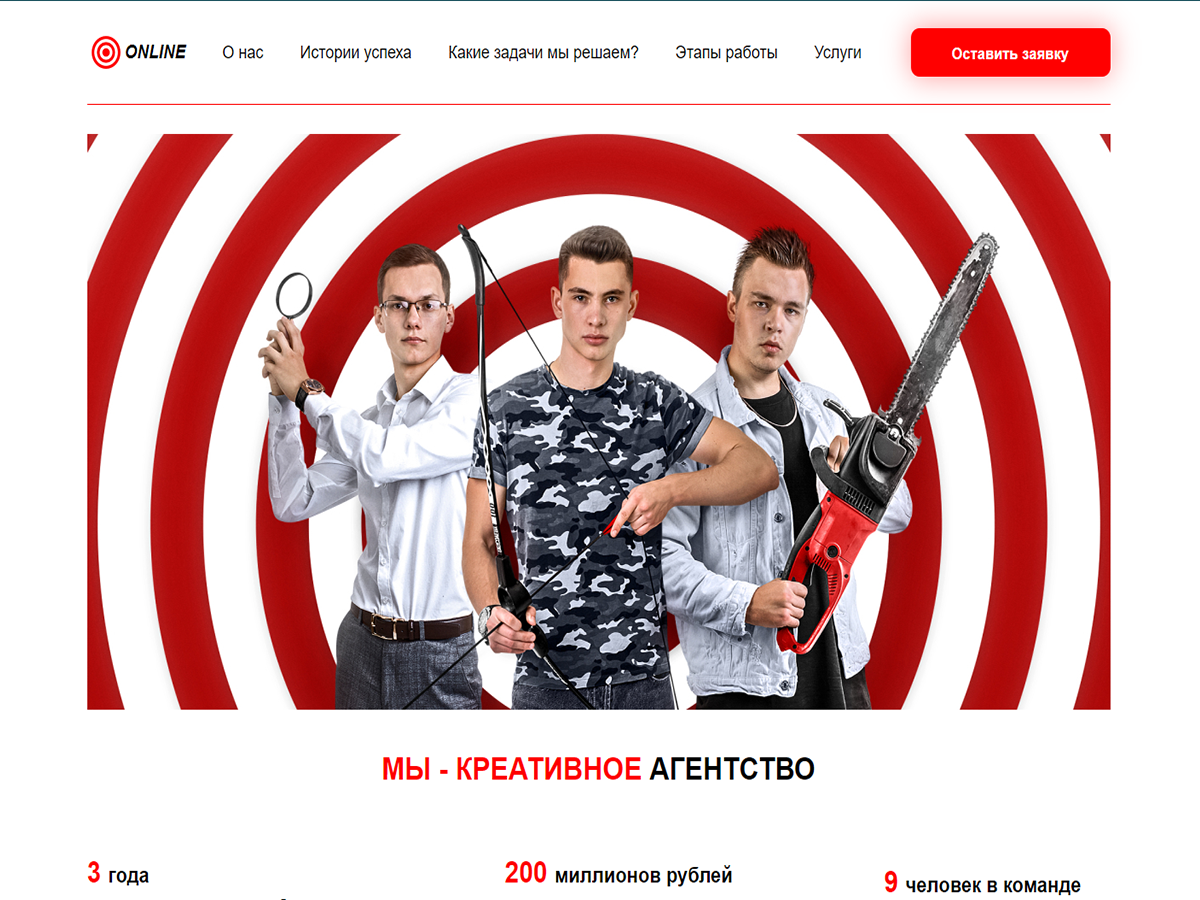 ONLINE
О нас
Истории успеха
Какие задачи мы решаем?
Этапы работы
Услуги
Оставить заявку
МЫ - КРЕАТИВНОЕ АГЕНТСТВО
3 года
200 миллионов рублей
9 человек в команде